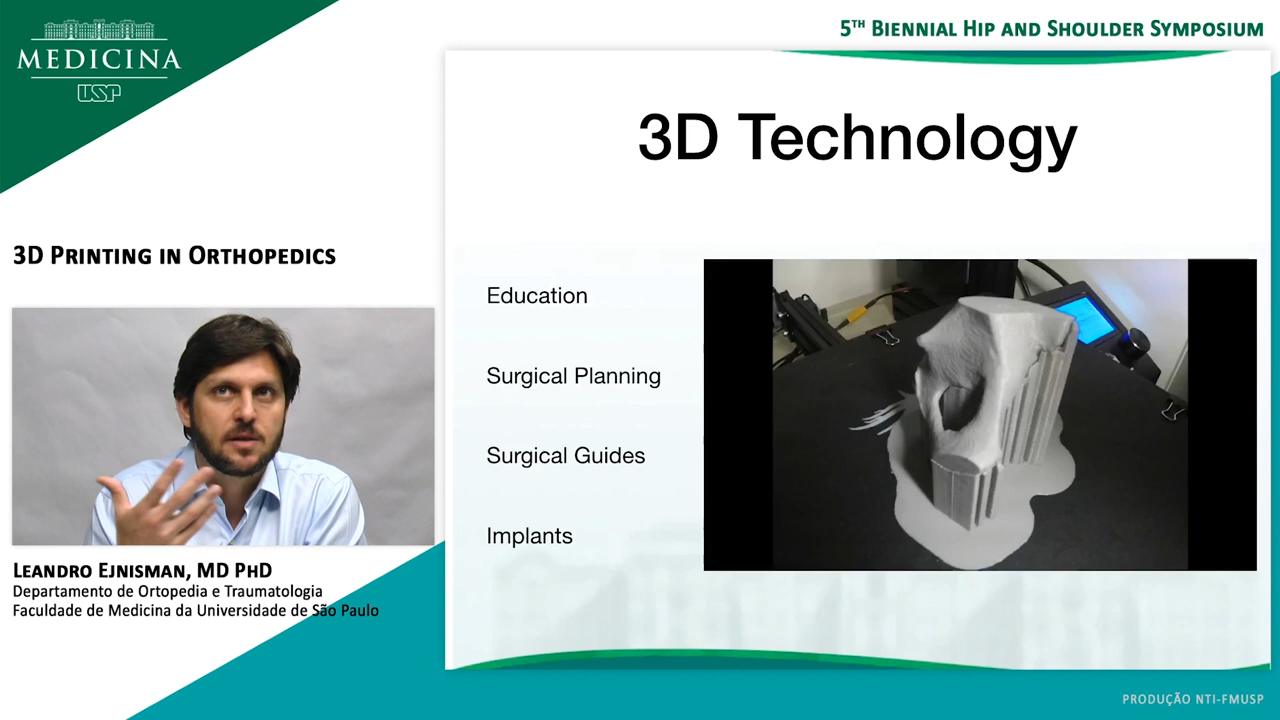 MEDICINA
USP
5TH BIENNIAL HIP AND SHOULDER SYMPOSIUM
3D Technology
3D PRINTING IN ORTHOPEDICS
Education
Surgical Planning
Surgical Guides
Implants
LEANDRO EJNISMAN, MD PHD
Departamento de Ortopedia e Traumatologia
Faculdade de Medicina da Universidade de São Paulo
PRODUÇÃO NTI-FMUSP